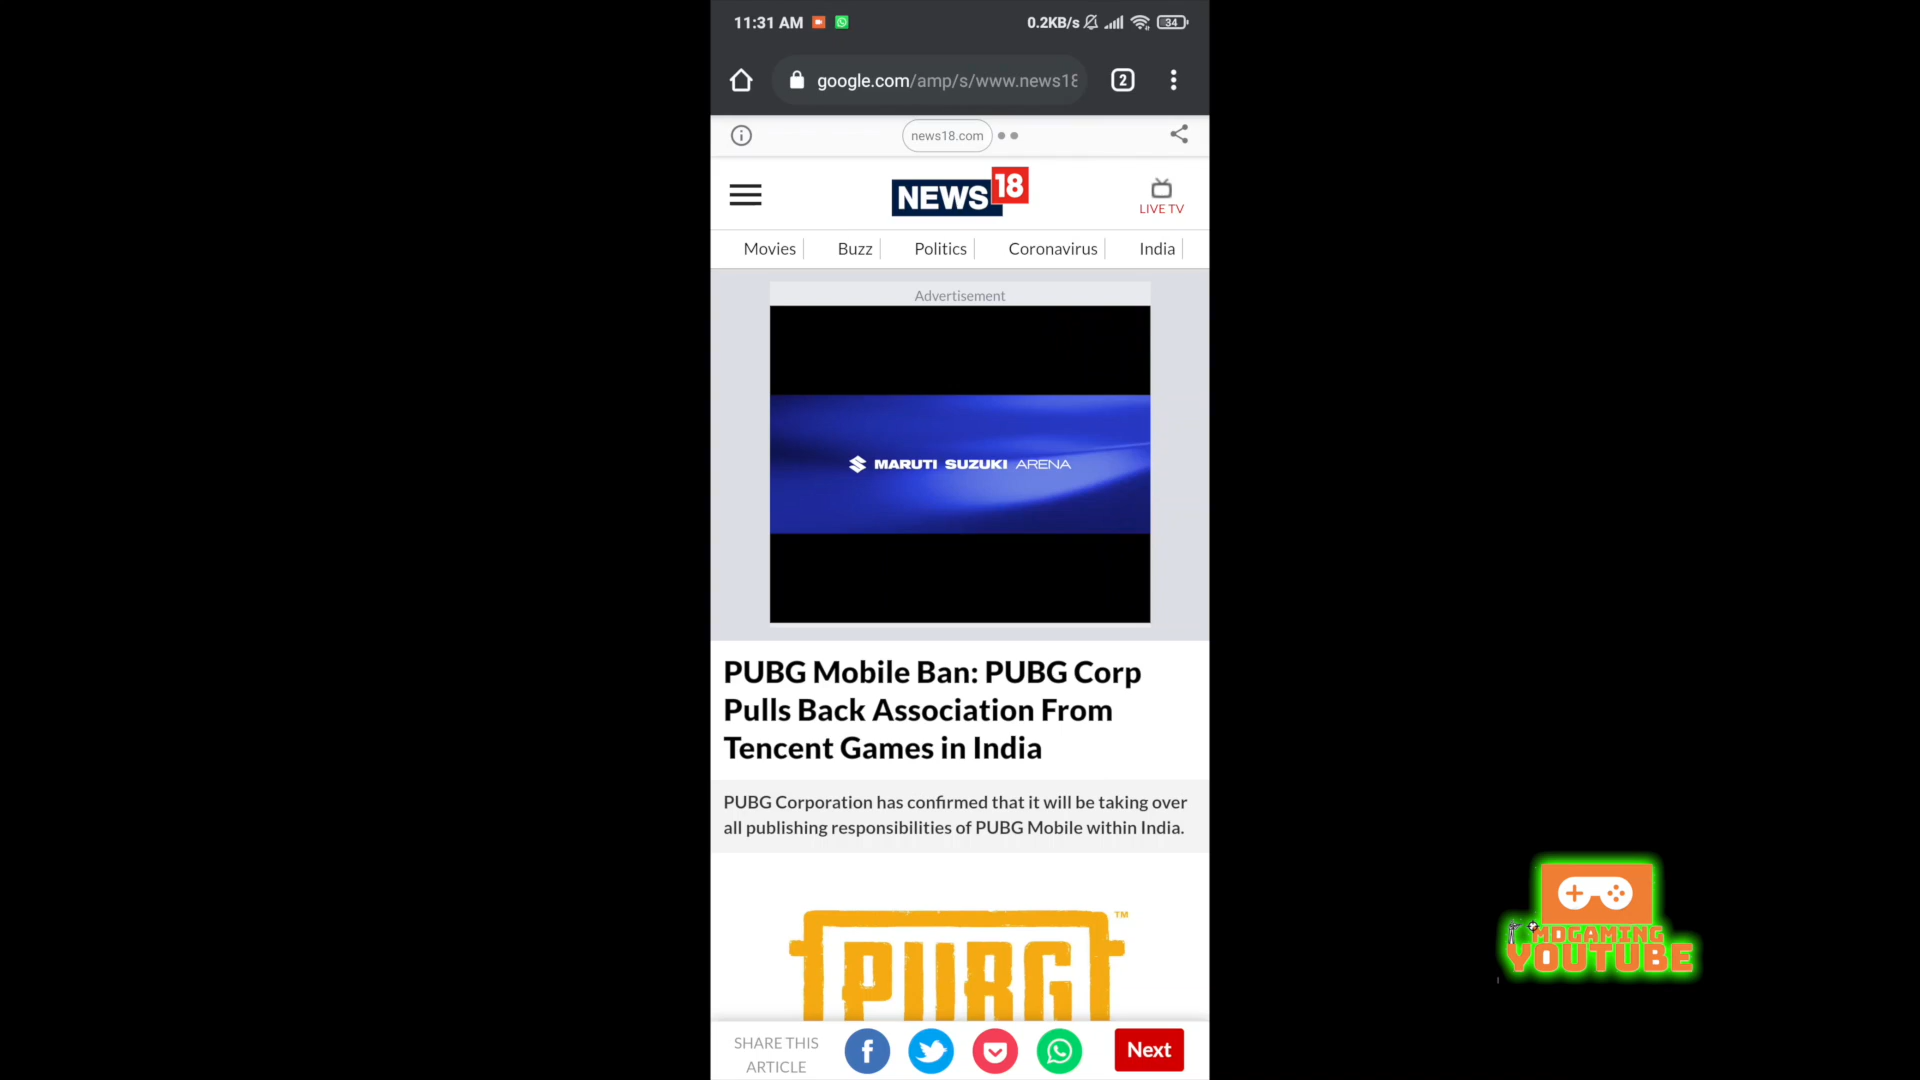 11:31 AM
0.2KB/s
34
google.com/amp/s/www.news18
2
news18.com
NEWS 18
LIVE TV
Movies
Buzz
Politics
Coronavirus
India
Advertisement
MARUTI SUZUKI ARENA
PUBG Mobile Ban: PUBG Corp
Pulls Back Association From
Tencent Games in India
PUBG Corporation has confirmed that it will be taking over
all publishing responsibilities of PUBG Mobile within India.
PUBG
TM
SHARE THIS
ARTICLE
Next
MDGAMING
YOUTUBE